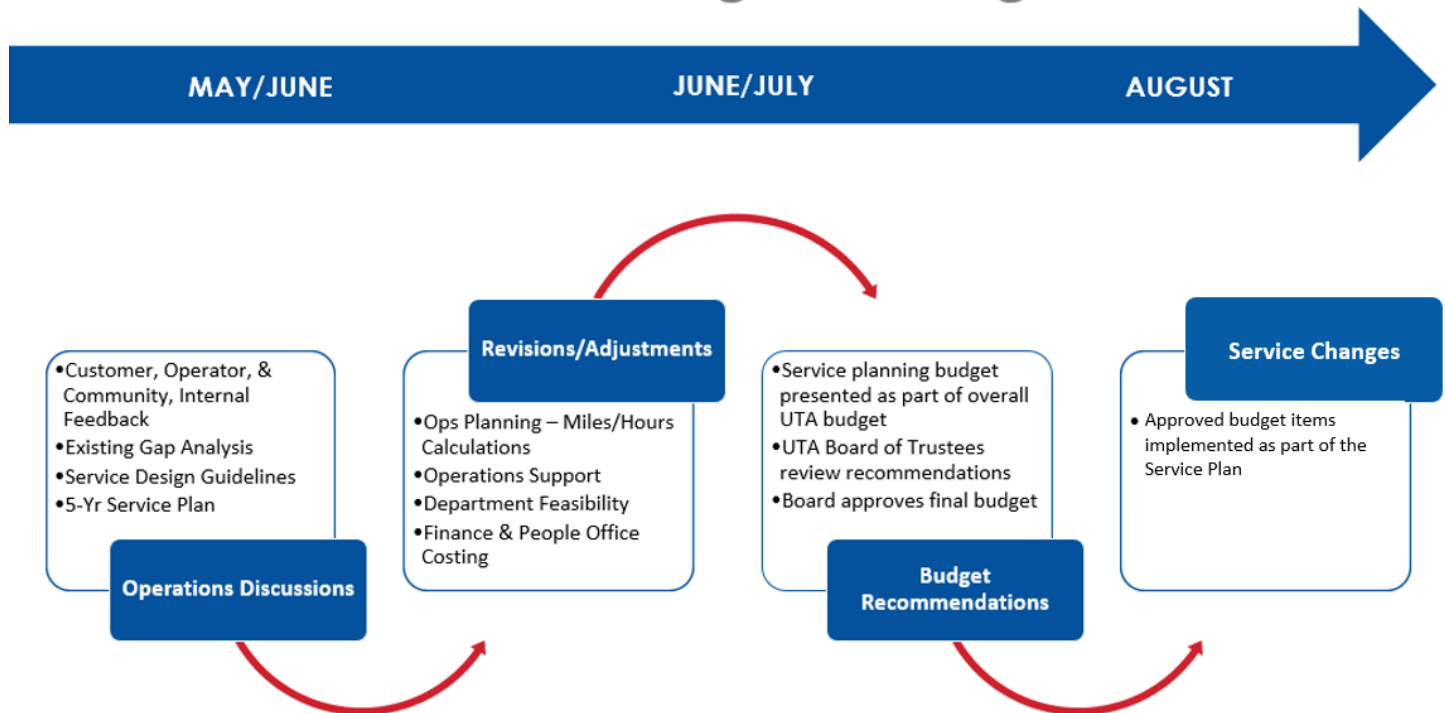 MAY/JUNE
JUNE/JULY
AUGUST
•Customer, Operator, &
Community, Internal
Feedback
•Existing Gap Analysis
•Service Design Guidelines
•5-Yr Service Plan
Operations Discussions
Revisions/Adjustments
•Ops Planning – Miles/Hours
Calculations
•Operations Support
•Department Feasibility
•Finance & People Office
Costing
•Service planning budget
presented as part of overall
UTA budget
•UTA Board of Trustees
review recommendations
•Board approves final budget
Budget
Recommendations
Service Changes
• Approved budget items
implemented as part of the
Service Plan